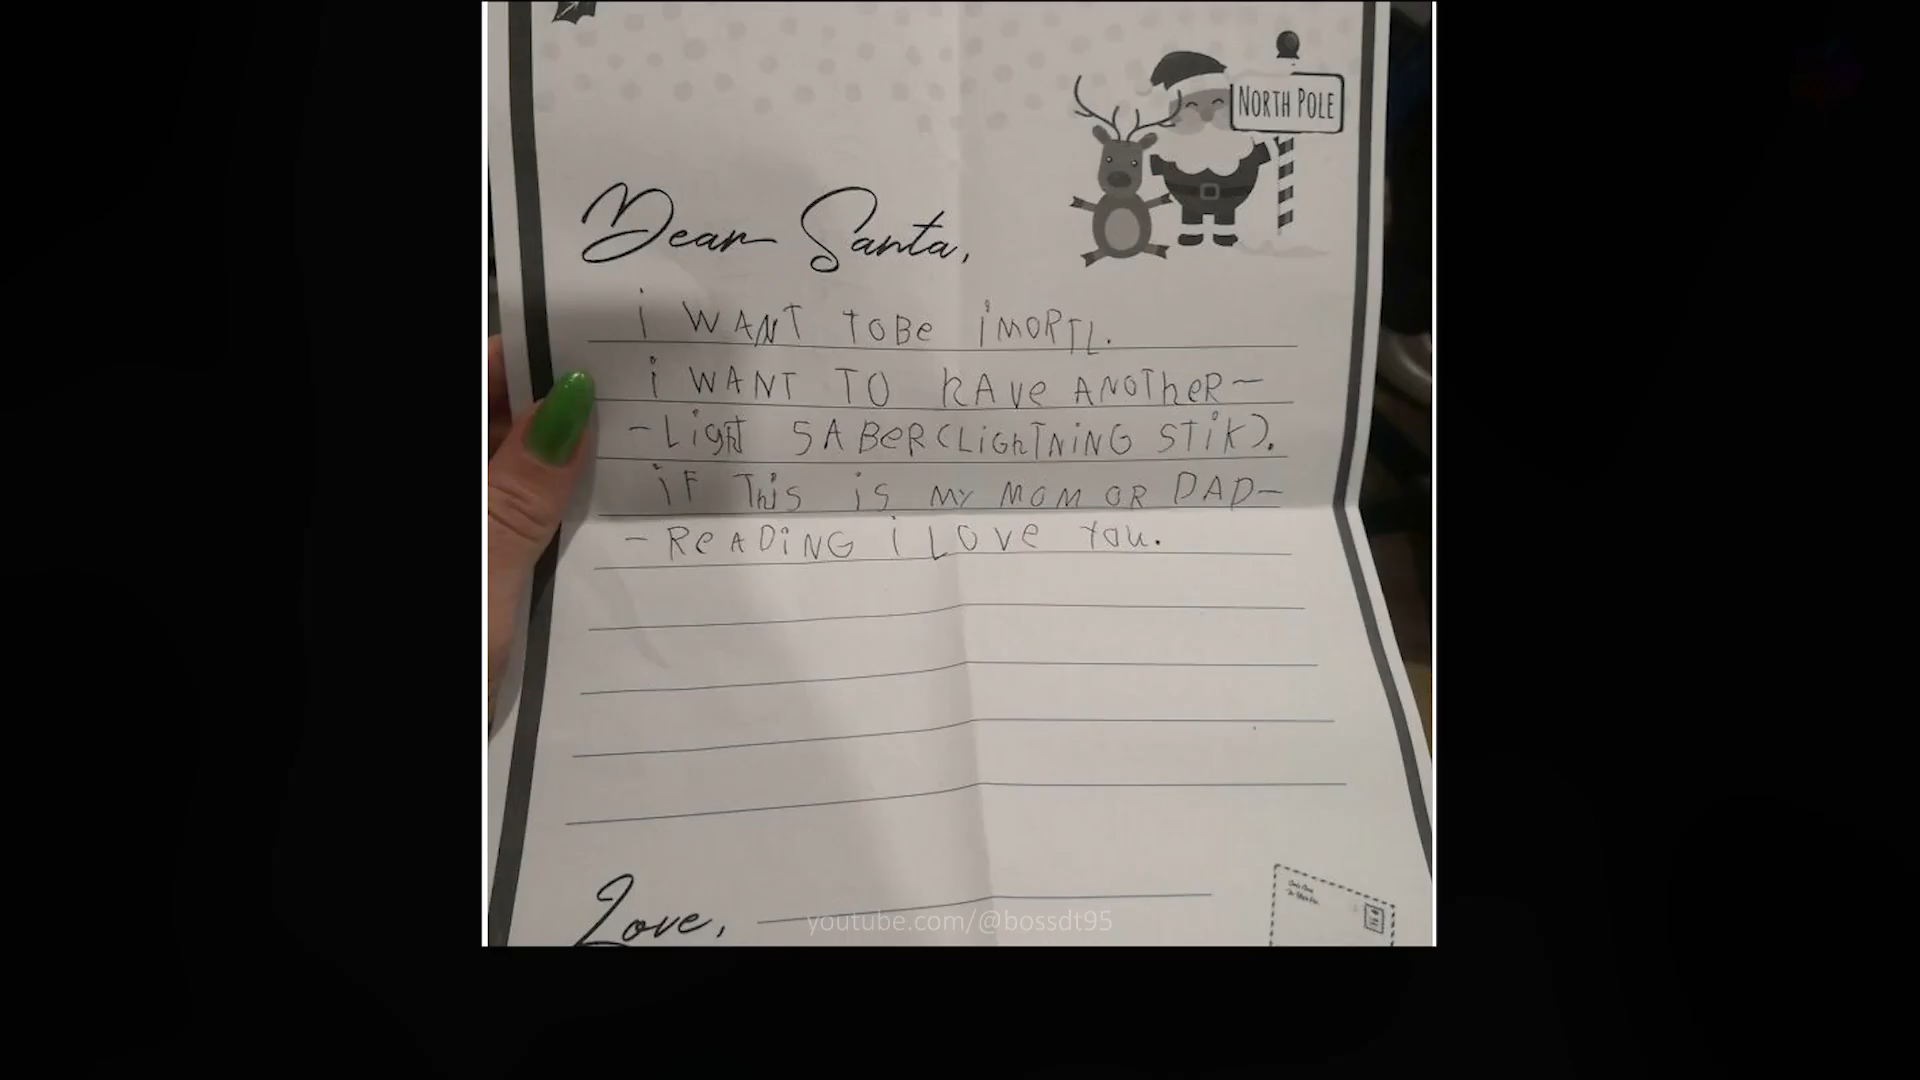 NORTH POLE
Dear Santa,
i WANT TOBe iMORTL.
i WANT TO hAve ANOTheR-
-Light SABeR(LighTNiNG STiK).
iF This is MY MOM OR DAD-
-ReADiNG i LOve You.
Love,
youtube.com/@bossdt95